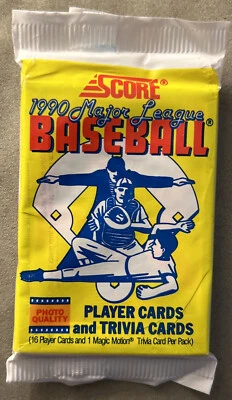 SCORE®
1990 Major League
BASEBALL®
PHOTO
QUALITY
PLAYER CARDS
and TRIVIA CARDS
(16 Player Cards and 1 Magic Motion® Trivia Card Per Pack)